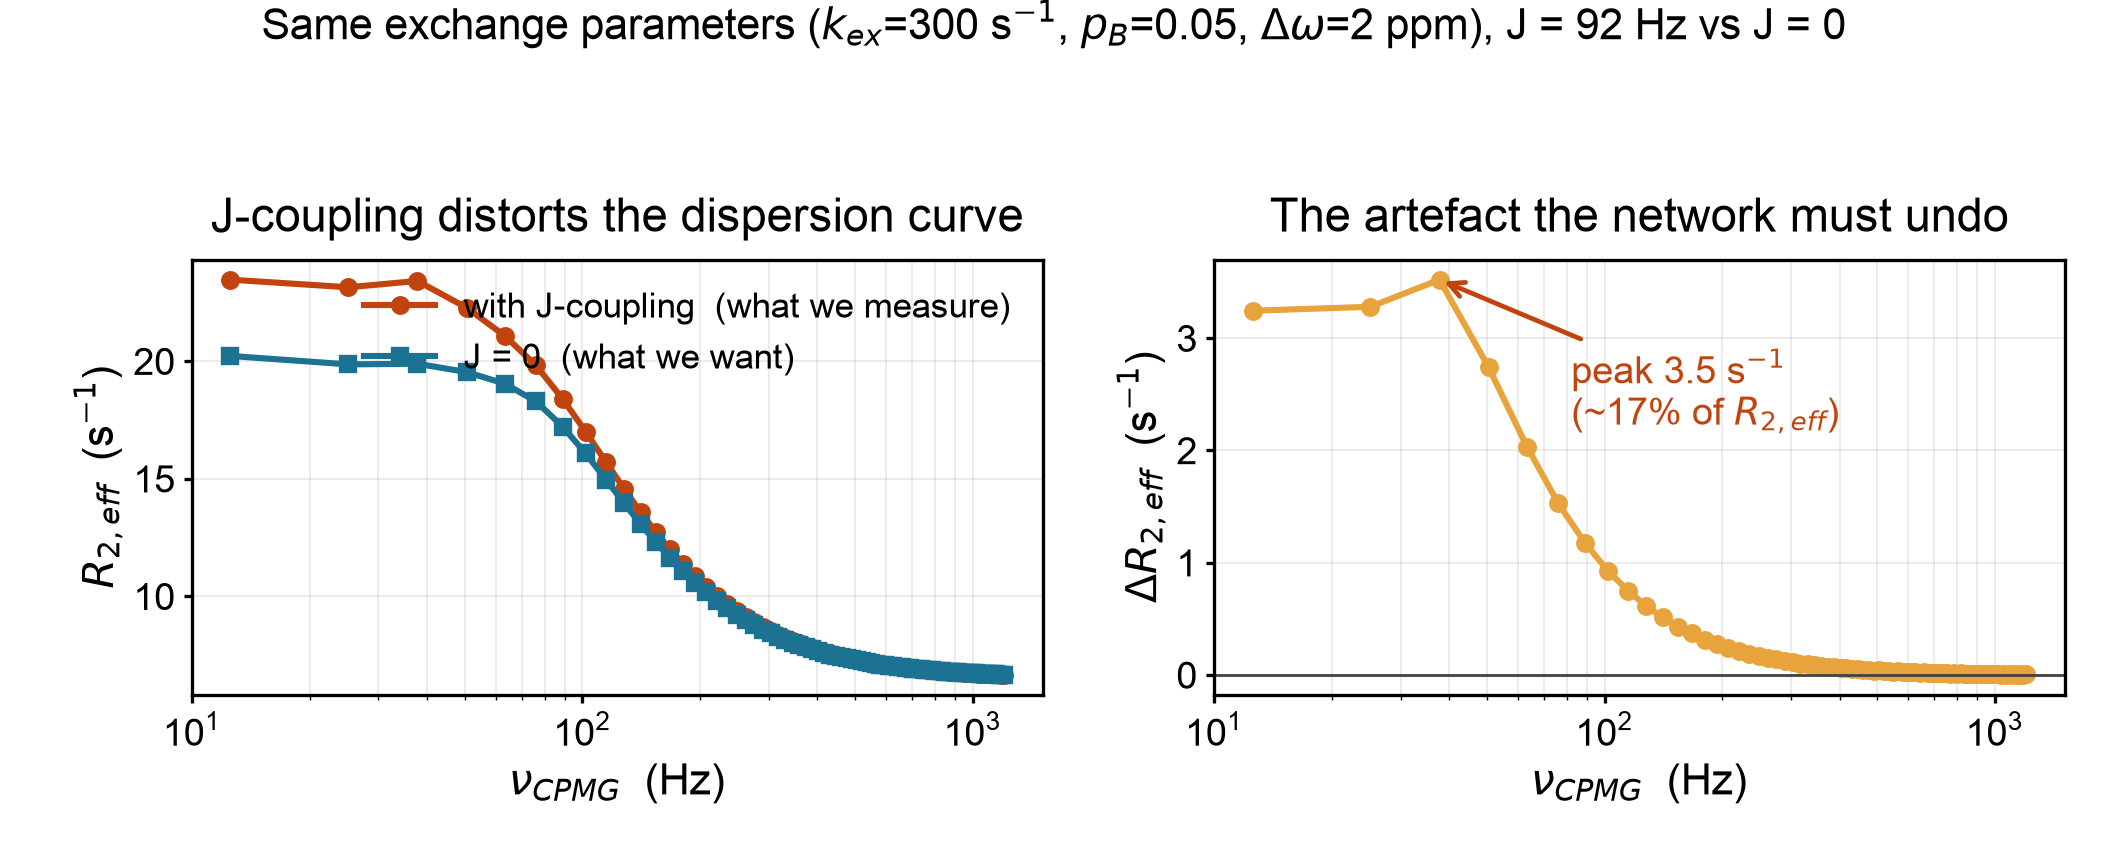 Same exchange parameters (k_ex=300 s⁻¹, p_B=0.05, Δω=2 ppm), J = 92 Hz vs J = 0
J-coupling distorts the dispersion curve
with J-coupling (what we measure)
J = 0 (what we want)
20
15
10
R_2,eff (s⁻¹)
10¹
10²
10³
ν_CPMG (Hz)
The artefact the network must undo
peak 3.5 s⁻¹
(~17% of R_2,eff)
3
2
1
0
ΔR_2,eff (s⁻¹)
10¹
10²
10³
ν_CPMG (Hz)